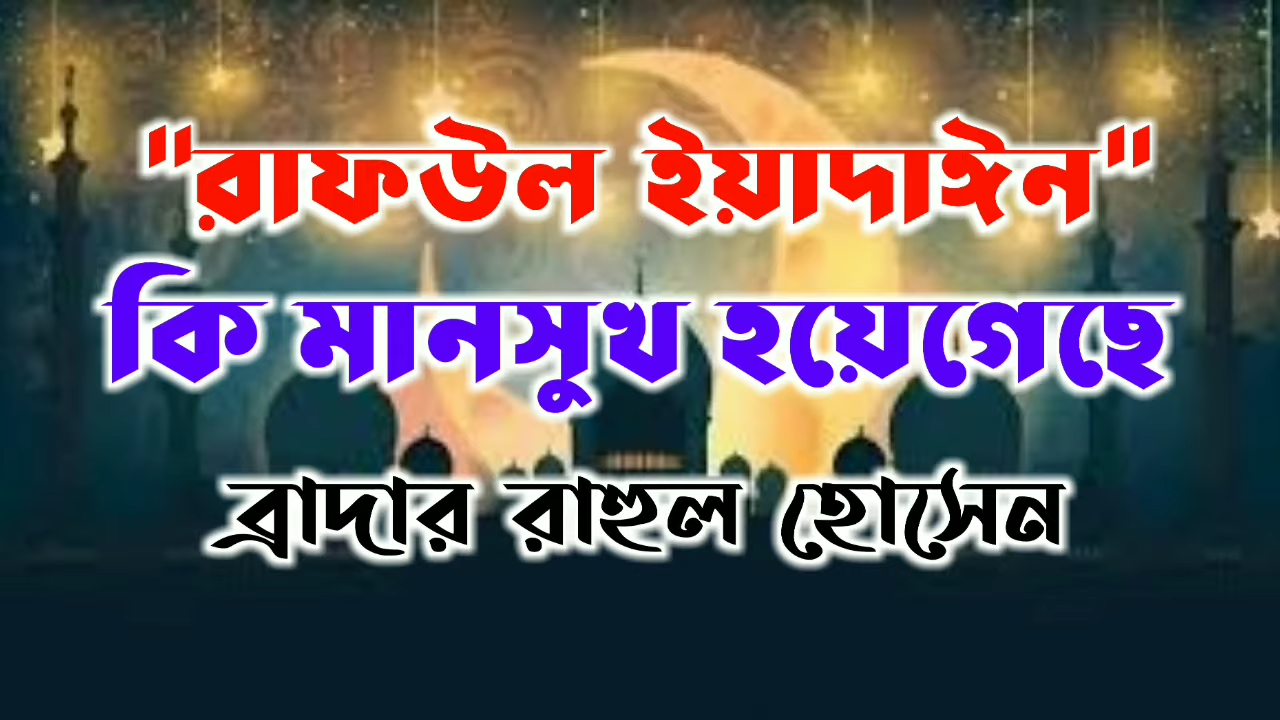 "রাফউল ইয়াদাঈন"
কি মানসুখ হয়েগেছে
ব্রাদার রাহুল হোসেন